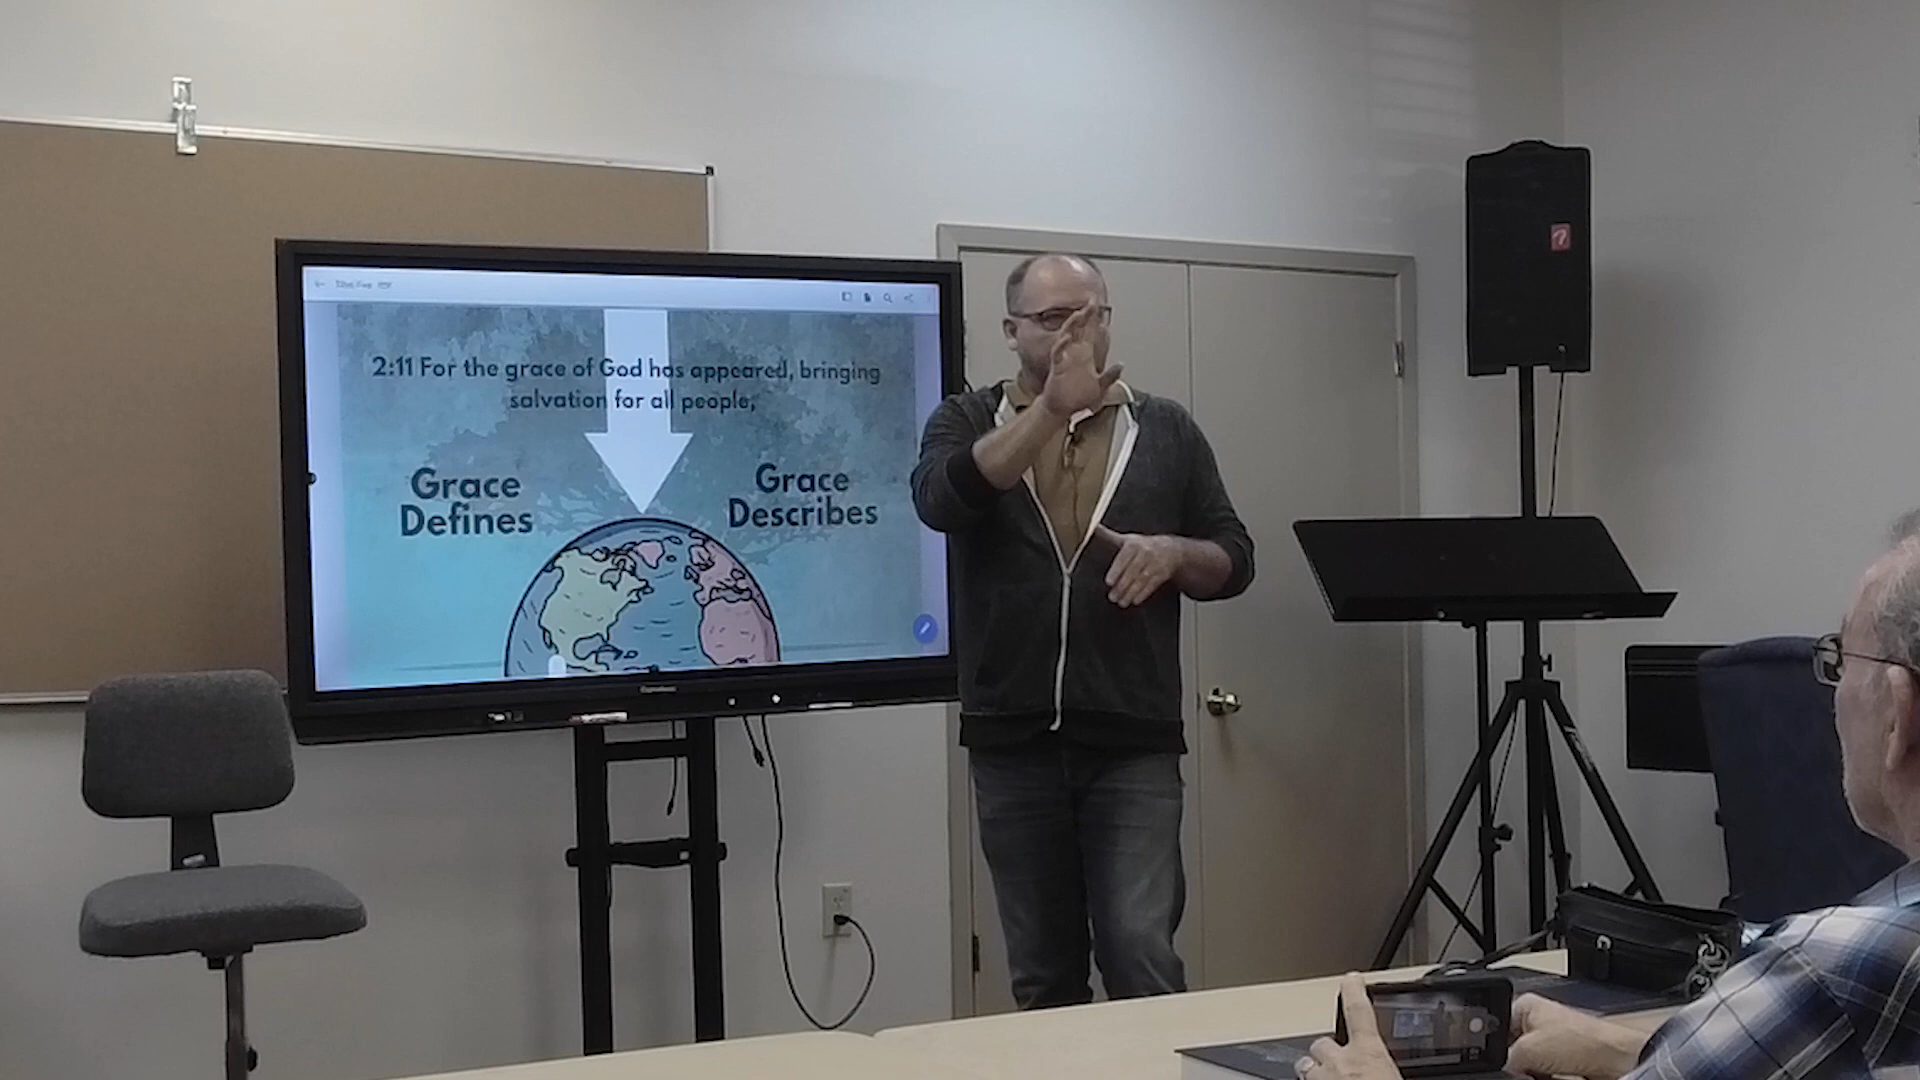 2:11 For the grace of God has appeared, bringing
salvation for all people,
Grace
Defines
Grace
Describes